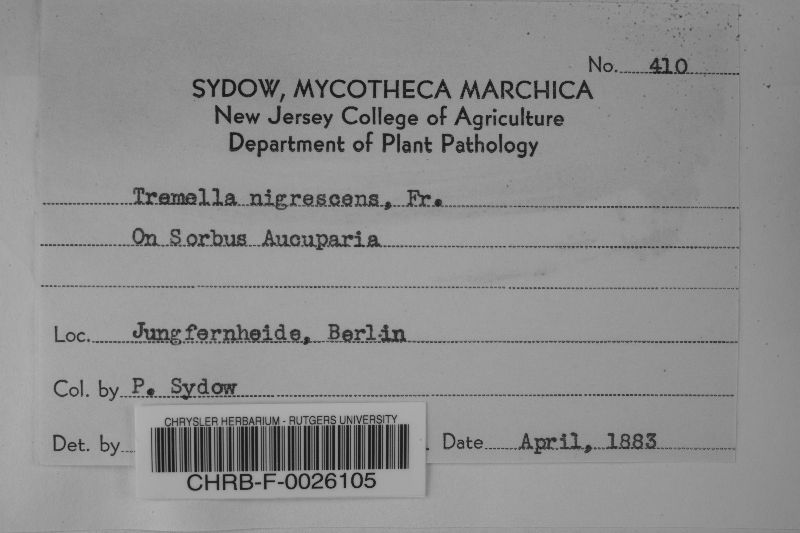 No. 410
SYDOW, MYCOTHECA MARCHICA
New Jersey College of Agriculture
Department of Plant Pathology
Tremella nigrescens, Fr.
On Sorbus Aucuparia
Loc. Jungfernheide, Berlin
Col. by P. Sydow
Det. by
Date April, 1883
CHRYSLER HERBARIUM - RUTGERS UNIVERSITY
CHRB-F-0026105